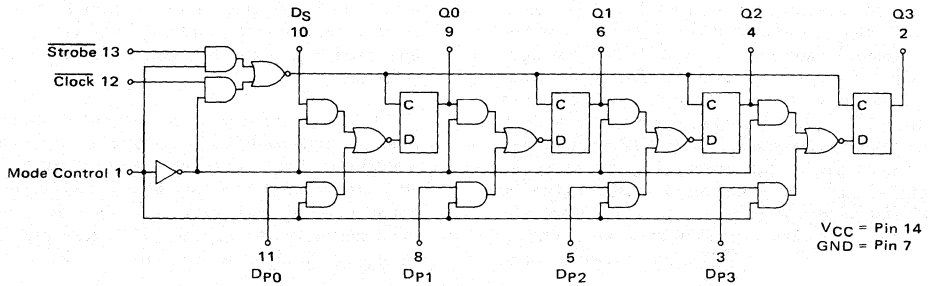 DS Q0 Q1 Q2 Q3
10 9 6 4 2
Strobe 13
Clock 12
C C C C
D D D D
Mode Control 1
VCC = Pin 14
GND = Pin 7
11 8 5 3
DP0 DP1 DP2 DP3